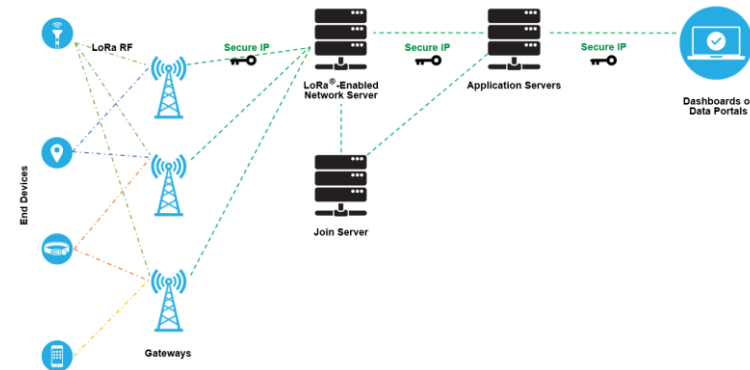 LoRa RF
Secure IP
Secure IP
Secure IP
LoRa®-Enabled
Network Server
Application Servers
Dashboards o
Data Portals
End Devices
Join Server
Gateways